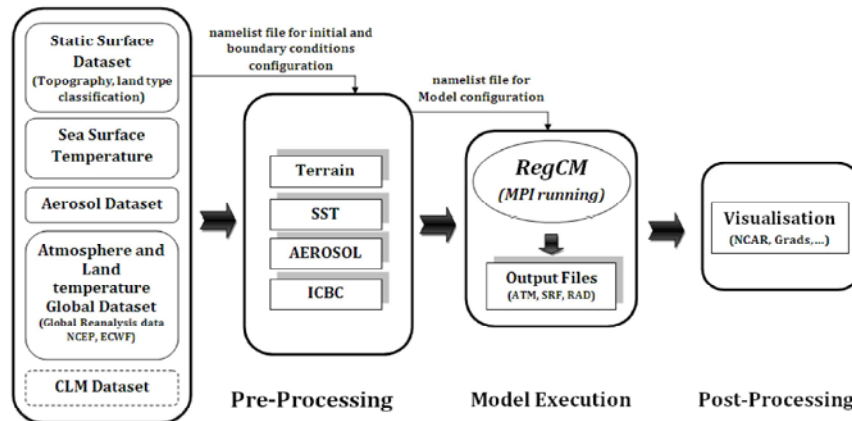 Static Surface
Dataset
(Topography, land type
classification)
Sea Surface
Temperature
Aerosol Dataset
Atmosphere and
Land
temperature
Global Dataset
(Global Reanalysis data
NCEP, ECWF)
CLM Dataset
namelist file for initial and
boundary conditions
configuration
Terrain
SST
AEROSOL
ICBC
Pre-Processing
namelist file for
Model configuration
RegCM
(MPI running)
Output Files
(ATM, SRF, RAD)
Model Execution
Visualisation
(NCAR, Grads,...)
Post-Processing